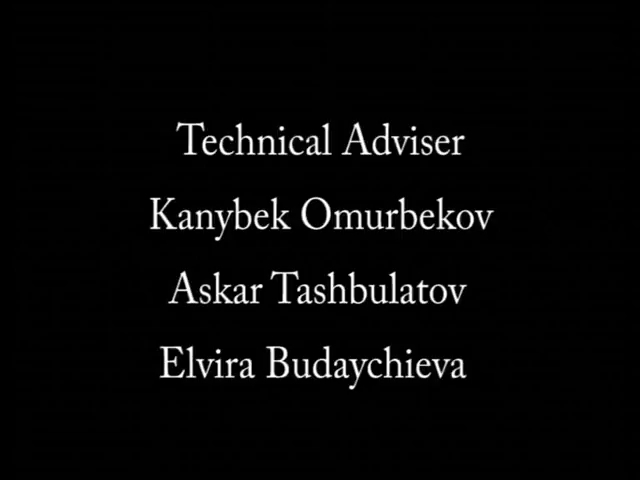 Technical Adviser
Kanybek Omurbekov
Askar Tashbulatov
Elvira Budaychieva